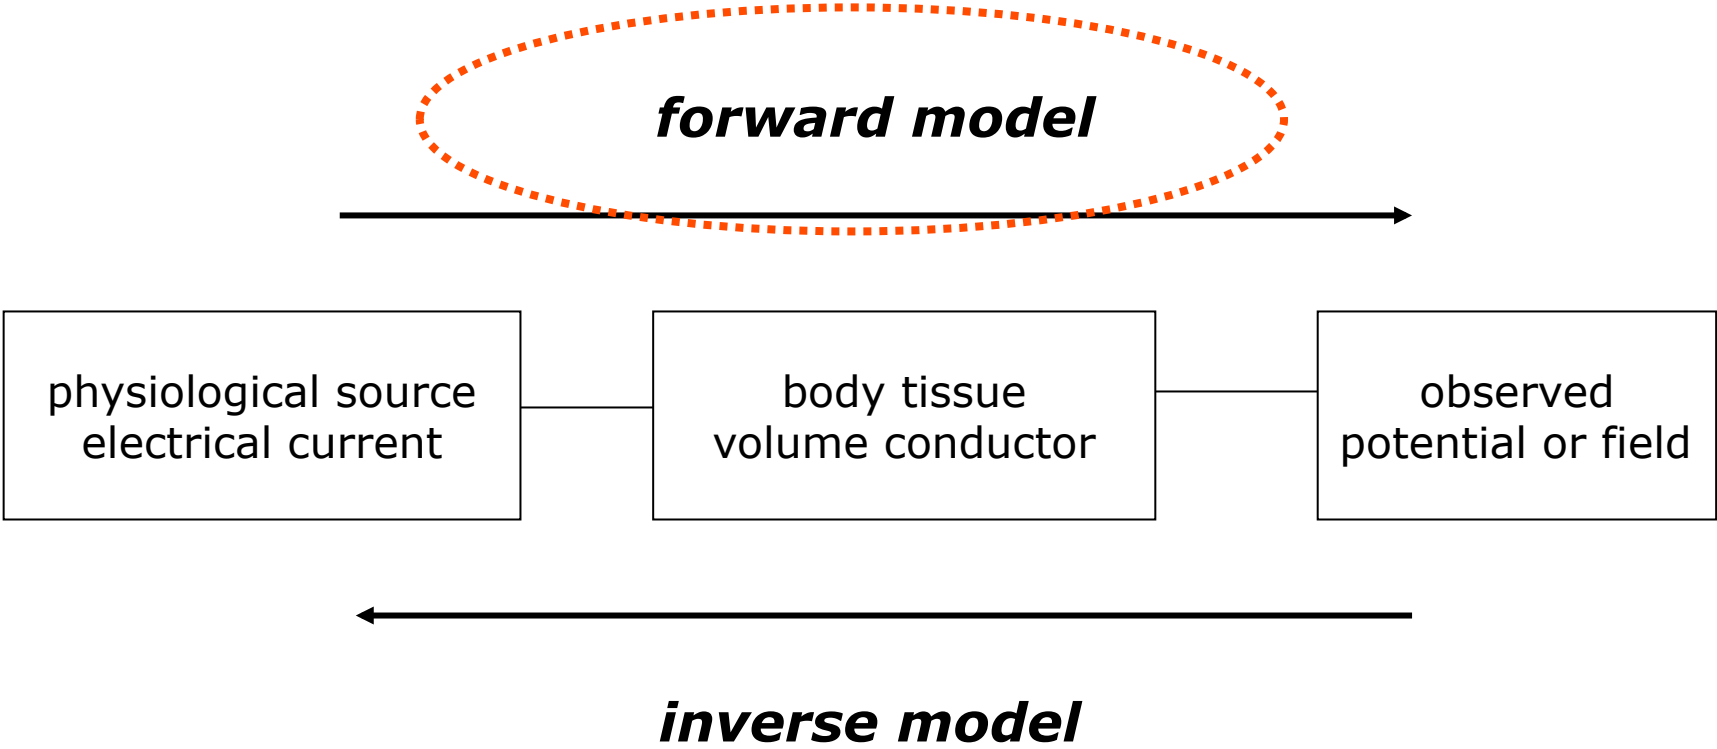 forward model
physiological source
electrical current
body tissue
volume conductor
observed
potential or field
inverse model